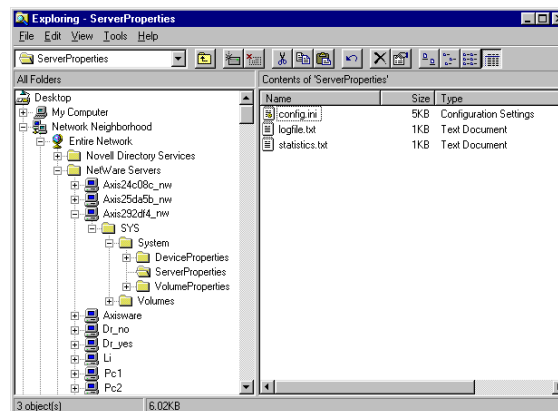 Exploring - ServerProperties
File Edit View Tools Help
ServerProperties
All Folders
Contents of 'ServerProperties'
Desktop
My Computer
Network Neighborhood
Entire Network
Novell Directory Services
NetWare Servers
Axis24c08c_nw
Axis25da5b_nw
Axis292df4_nw
SYS
System
DeviceProperties
ServerProperties
VolumeProperties
Volumes
Axisware
Dr_no
Dr_yes
Li
Pc1
Pc2
Name Size Type
config.ini 5KB Configuration Settings
logfile.txt 1KB Text Document
statistics.txt 1KB Text Document
3 object(s) 6.02KB